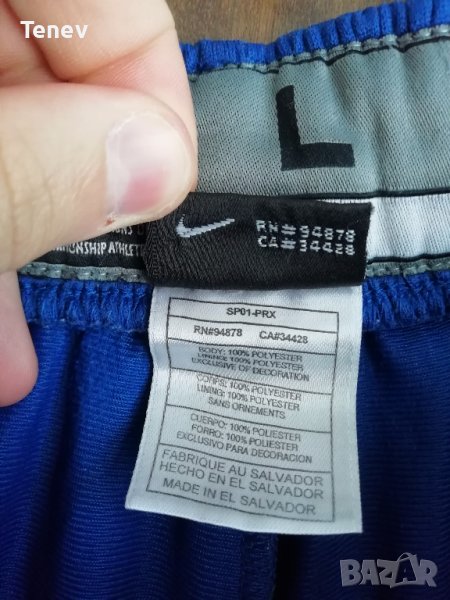 Tenev
L
RN#94878
CA#34428
SP01-PRX
RN#94878 CA#34428
BODY: 100% POLYESTER
LINING: 100% POLYESTER
EXCLUSIVE OF DECORATION
CORPS: 100% POLYESTER
LINING: 100% POLYESTER
SANS ORNEMENTS
CUERPO: 100% POLIESTER
FORRO: 100% POLIESTER
EXCLUSIVO PARA DECORACION
FABRIQUE AU SALVADOR
HECHO EN EL SALVADOR
MADE IN EL SALVADOR
BAZAR